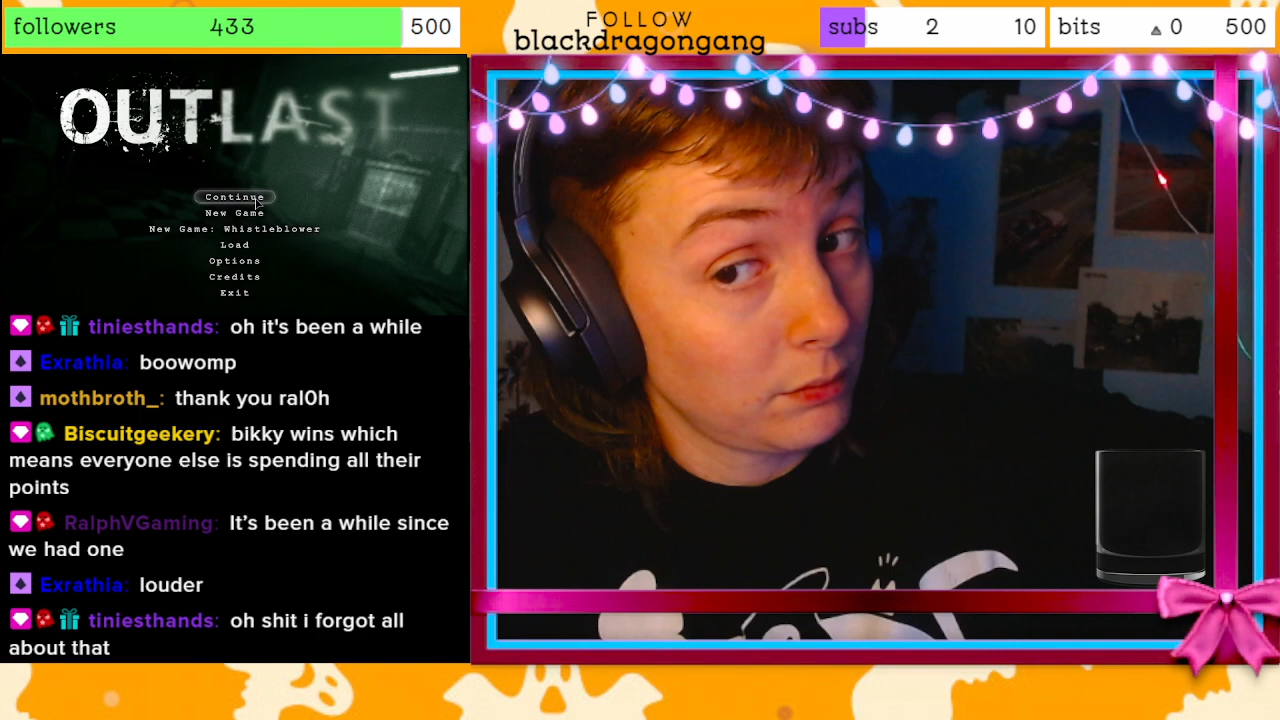 followers 433 500
FOLLOW
blackdragongang
subs 2 10
bits 0 500
OUTLAST
Continue
New Game
New Game: Whistleblower
Load
Options
Credits
Exit
tiniesthands: oh it's been a while
Exrathia: boowomp
mothbroth_: thank you ral0h
Biscuitgeekery: bikky wins which
means everyone else is spending all their
points
RalphVGaming: It’s been a while since
we had one
Exrathia: louder
tiniesthands: oh shit i forgot all
about that